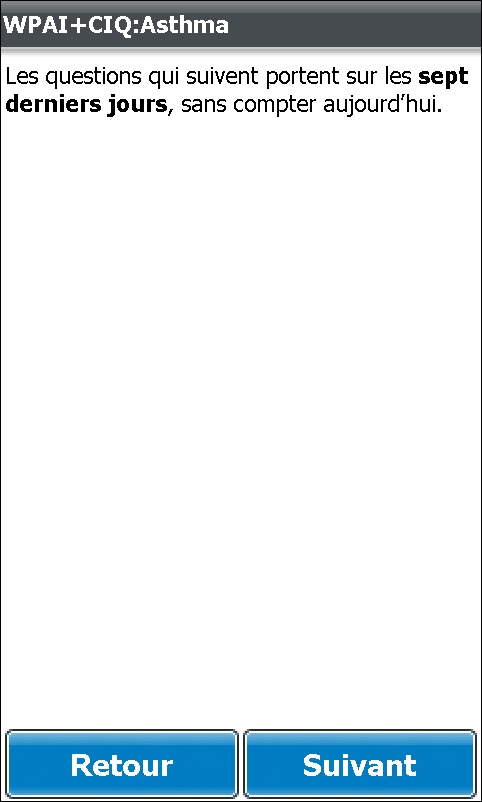 WPAI+CIQ:Asthma
Les questions qui suivent portent sur les sept
derniers jours, sans compter aujourd’hui.
Retour
Suivant